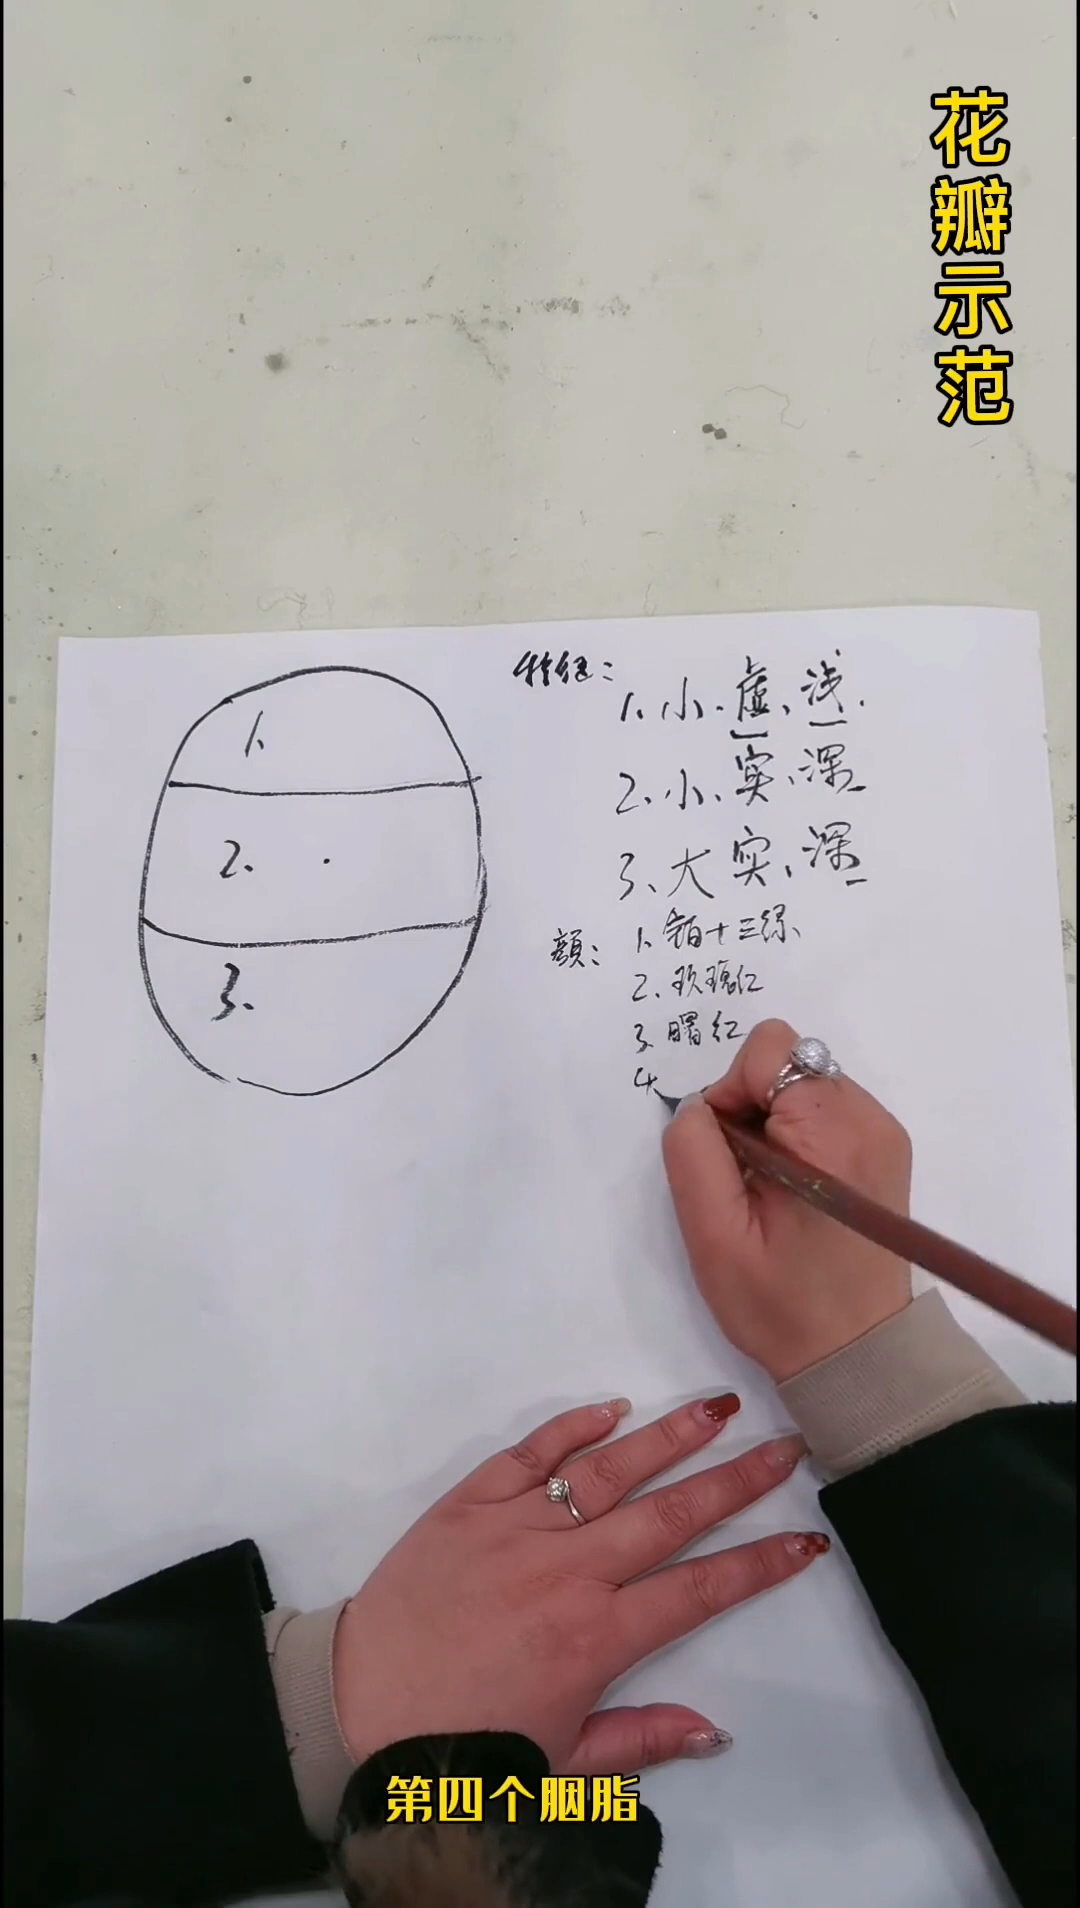 花瓣示范
1.
2.
3.
特征：
1、小、虚、浅.
2、小、实、深
3、大实、深
颜：
1、铂+三绿、
2、玫瑰红
3、曙红
4、
第四个胭脂